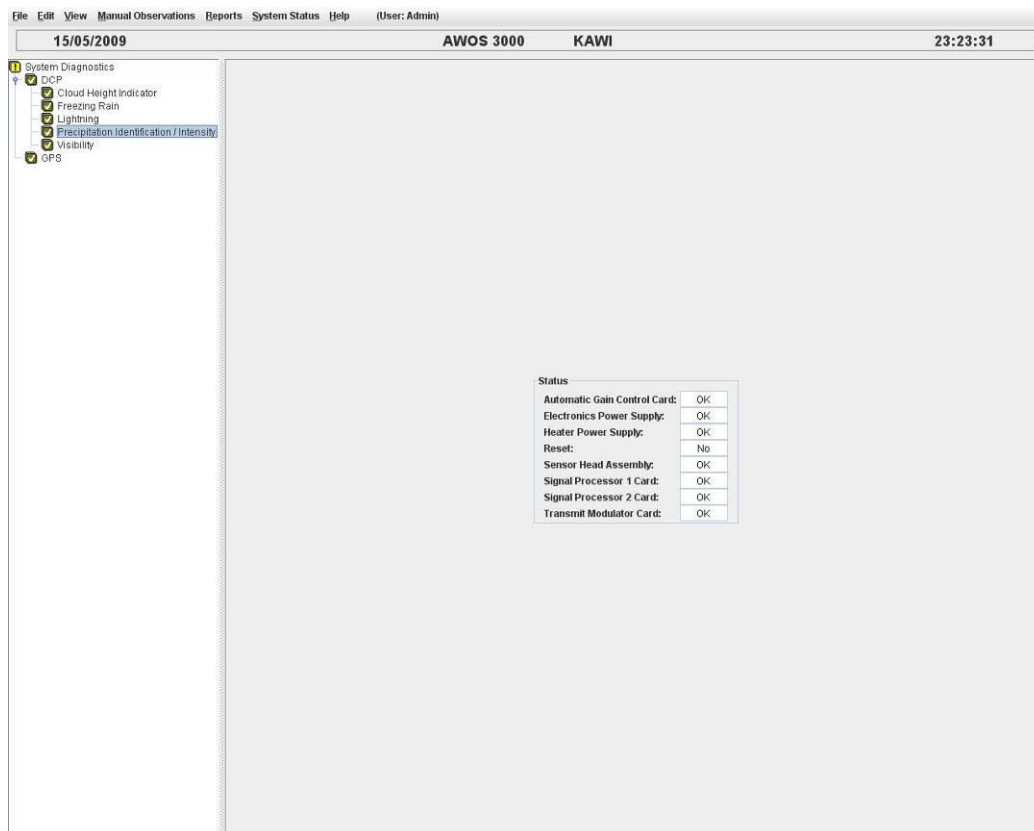 File Edit View Manual Observations Reports System Status Help (User: Admin)
15/05/2009 AWOS 3000 KAWI 23:23:31
System Diagnostics
DCP
Cloud Height Indicator
Freezing Rain
Lightning
Precipitation Identification / Intensity
Visibility
GPS
Status
Automatic Gain Control Card: OK
Electronics Power Supply: OK
Heater Power Supply: OK
Reset: No
Sensor Head Assembly: OK
Signal Processor 1 Card: OK
Signal Processor 2 Card: OK
Transmit Modulator Card: OK